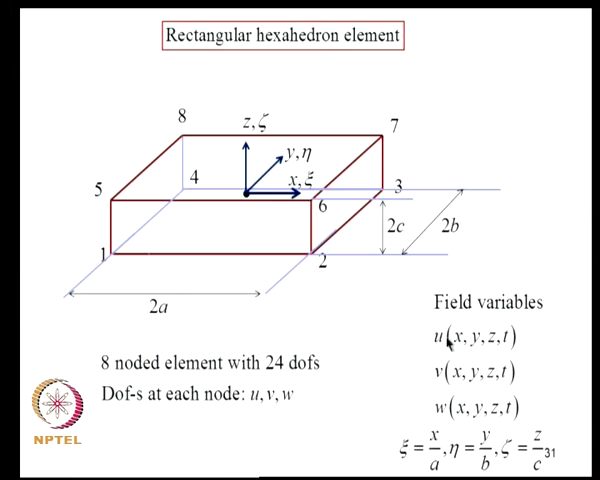 Rectangular hexahedron element
8
z, ζ
7
y, η
x, ξ
5
4
3
6
1
2
2c
2b
2a
Field variables
u(x, y, z, t)
8 noded element with 24 dofs
v(x, y, z, t)
Dof-s at each node: u, v, w
w(x, y, z, t)
ξ = x/a, η = y/b, ζ = z/c
31
NPTEL